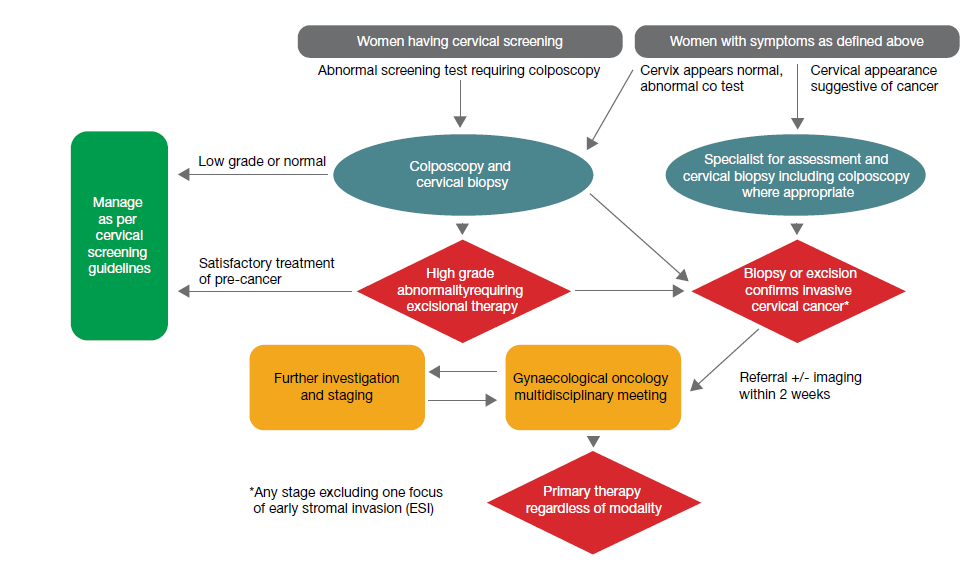 Women having cervical screening
Women with symptoms as defined above
Abnormal screening test requiring colposcopy
Cervix appears normal,
abnormal co test
Cervical appearance
suggestive of cancer
Low grade or normal
Colposcopy and
cervical biopsy
Specialist for assessment and
cervical biopsy including colposcopy
where appropriate
Manage
as per
cervical
screening
guidelines
Satisfactory treatment
of pre-cancer
High grade
abnormalityrequiring
excisional therapy
Biopsy or excision
confirms invasive
cervical cancer*
Further investigation
and staging
Gynaecological oncology
multidisciplinary meeting
Referral +/- imaging
within 2 weeks
*Any stage excluding one focus
of early stromal invasion (ESI)
Primary therapy
regardless of modality